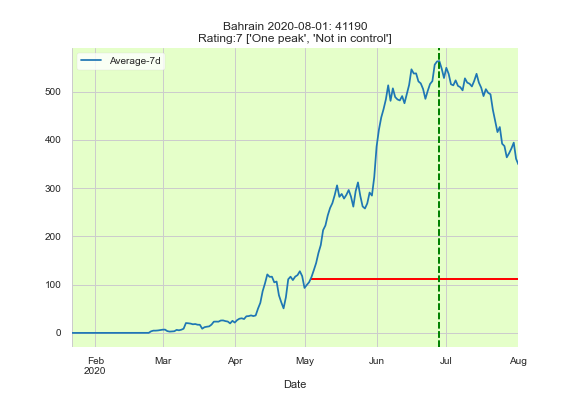 Bahrain 2020-08-01: 41190
Rating:7 ['One peak', 'Not in control']
Average-7d
500
400
300
200
100
0
Feb
2020
Mar
Apr
May
Jun
Jul
Aug
Date